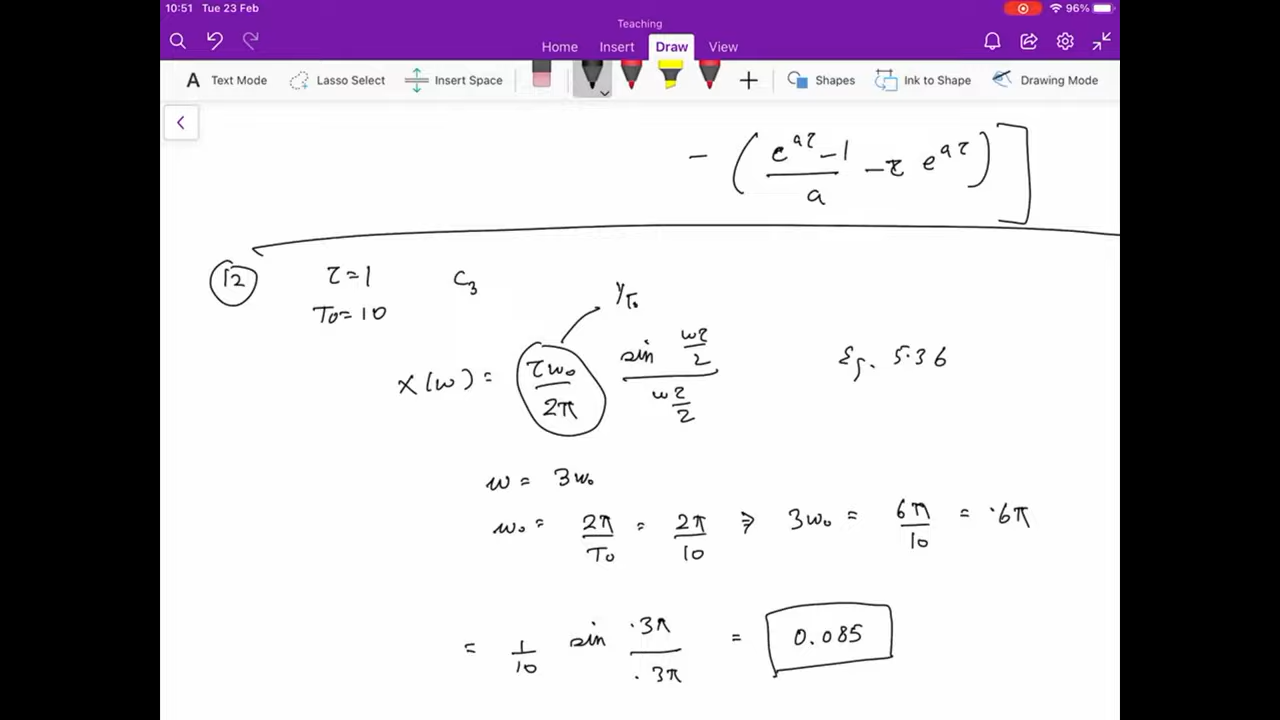 10:51 Tue 23 Feb 96%
Teaching
Home Insert Draw View
A Text Mode Lasso Select Insert Space Shapes Ink to Shape Drawing Mode
- ( (e^{aτ} - 1)/a - τ e^{aτ} ) ]
12 τ=1 C₃
T₀=10 1/T₀
X(ω) = τω₀/2π sin ωτ/2 / ωτ/2 Eq. 5.36
ω = 3ω₀
ω₀ = 2π/T₀ = 2π/10 ⇒ 3ω₀ = 6π/10 = .6π
= 1/10 sin .3π/.3π = 0.085